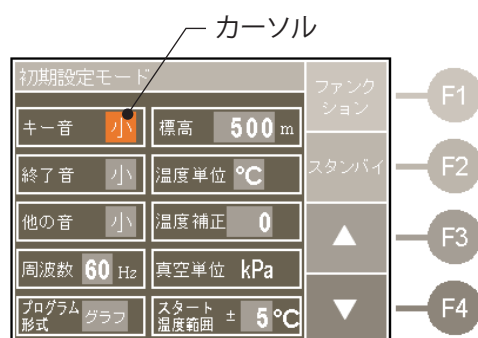 カーソル
初期設定モード
ファンク
ション
F1
キー音 小
標高 500 m
スタンバイ
F2
終了音 小
温度単位 ℃
他の音 小
温度補正 0
▲
F3
周波数 60 Hz
真空単位 kPa
プログラム
形式 グラフ
スタート
温度範囲 ± 5℃
▼
F4